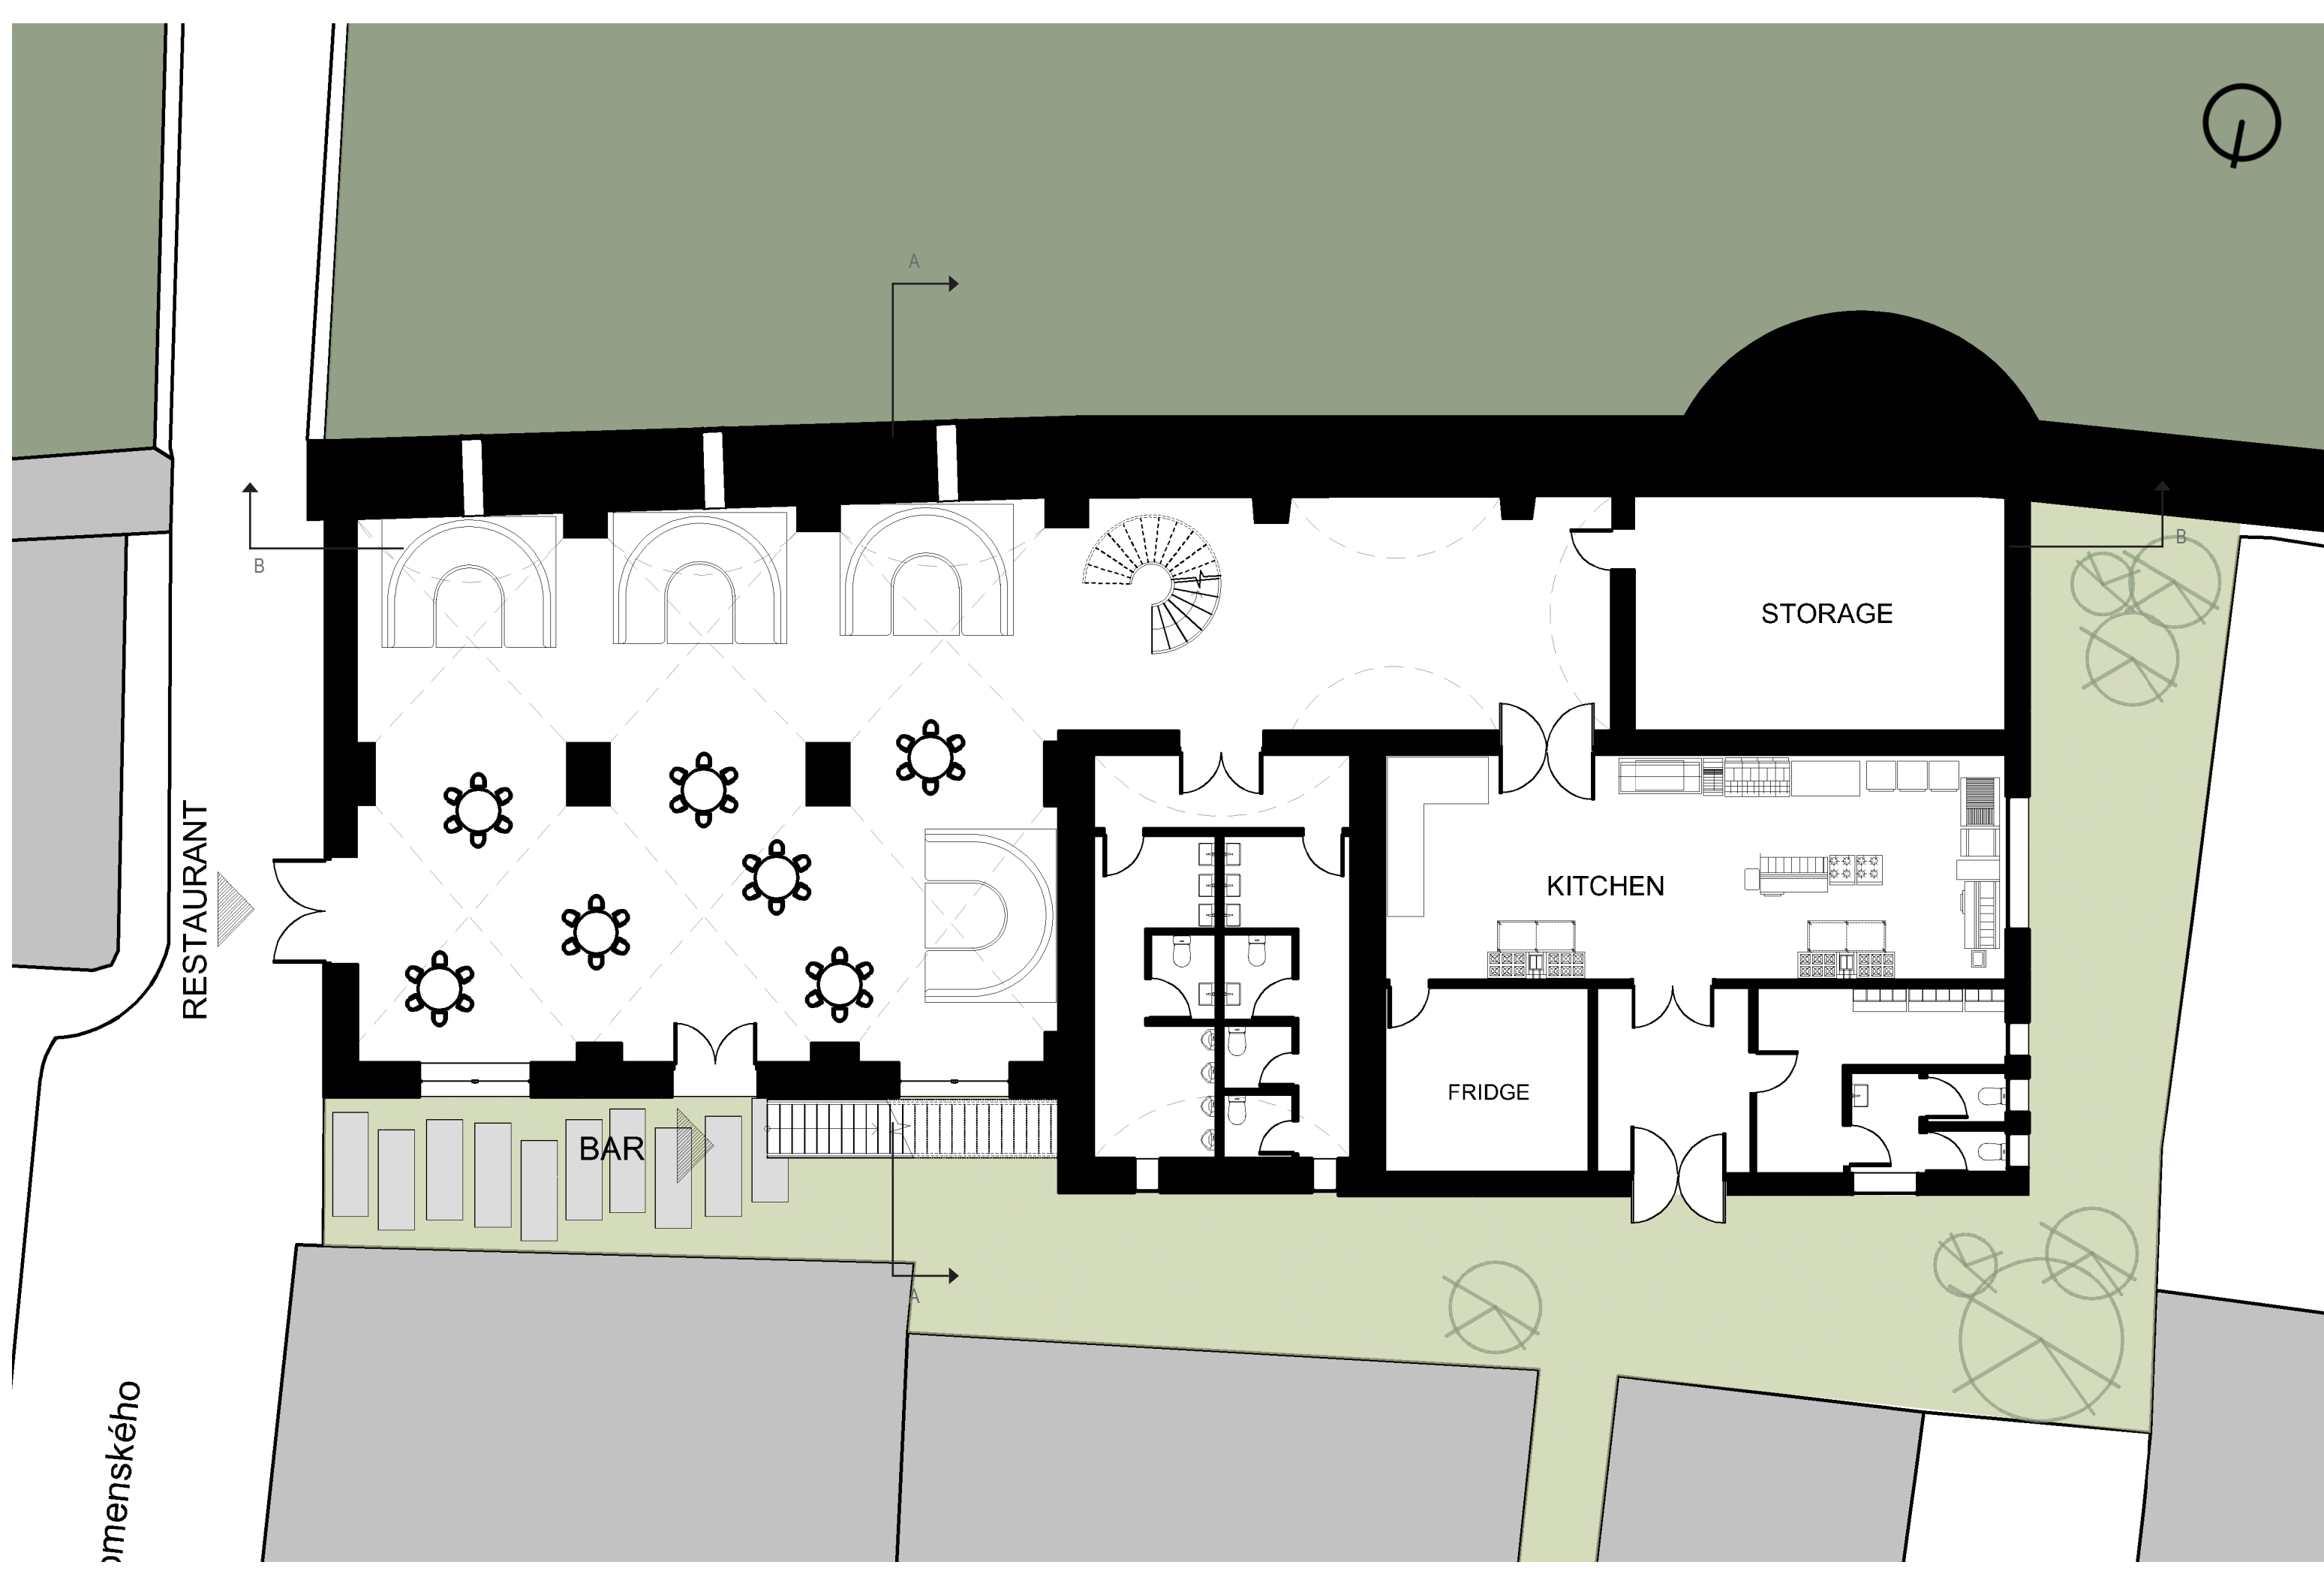 A
B
B
STORAGE
RESTAURANT
KITCHEN
FRIDGE
BAR
A
omenského